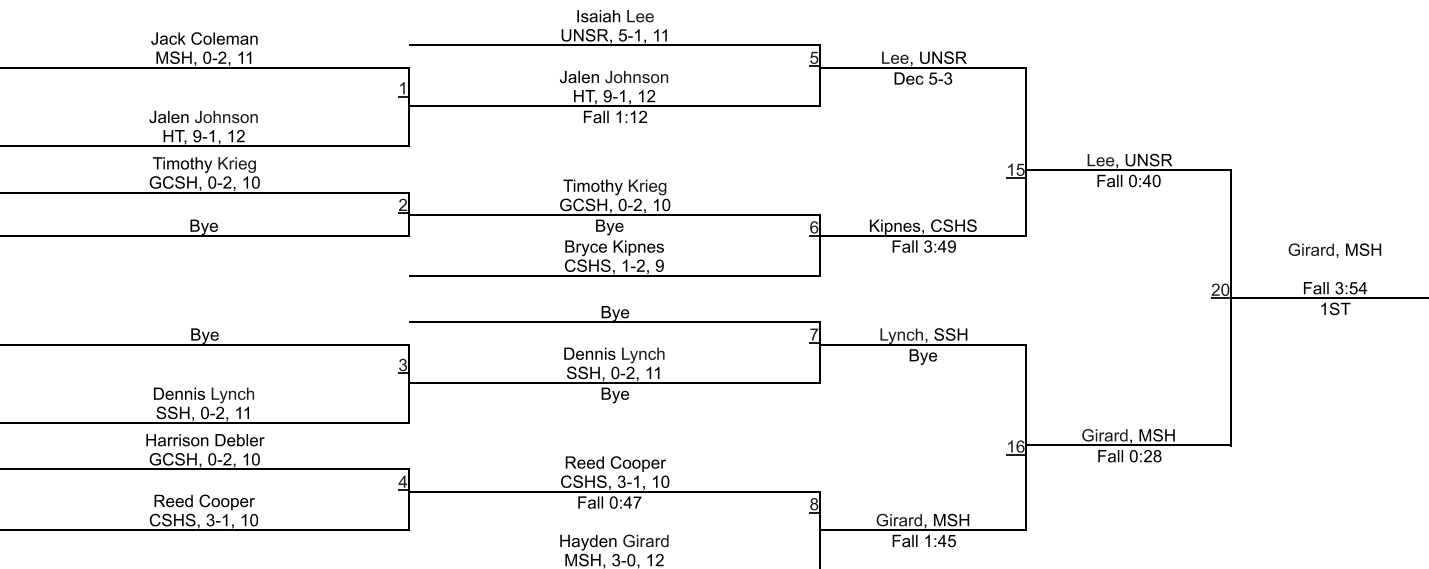 Jack Coleman
MSH, 0-2, 11
1
Jalen Johnson
HT, 9-1, 12
Timothy Krieg
GCSH, 0-2, 10
2
Bye
Bye
3
Dennis Lynch
SSH, 0-2, 11
Harrison Debler
GCSH, 0-2, 10
4
Reed Cooper
CSHS, 3-1, 10
Isaiah Lee
UNSR, 5-1, 11
5
Jalen Johnson
HT, 9-1, 12
Fall 1:12
Timothy Krieg
GCSH, 0-2, 10
Bye
6
Bryce Kipnes
CSHS, 1-2, 9
Bye
7
Dennis Lynch
SSH, 0-2, 11
Bye
Reed Cooper
CSHS, 3-1, 10
Fall 0:47
8
Hayden Girard
MSH, 3-0, 12
Lee, UNSR
Dec 5-3
15
Kipnes, CSHS
Fall 3:49
Lynch, SSH
Bye
16
Girard, MSH
Fall 1:45
Lee, UNSR
Fall 0:40
20
Girard, MSH
Fall 0:28
Girard, MSH
Fall 3:54
1ST